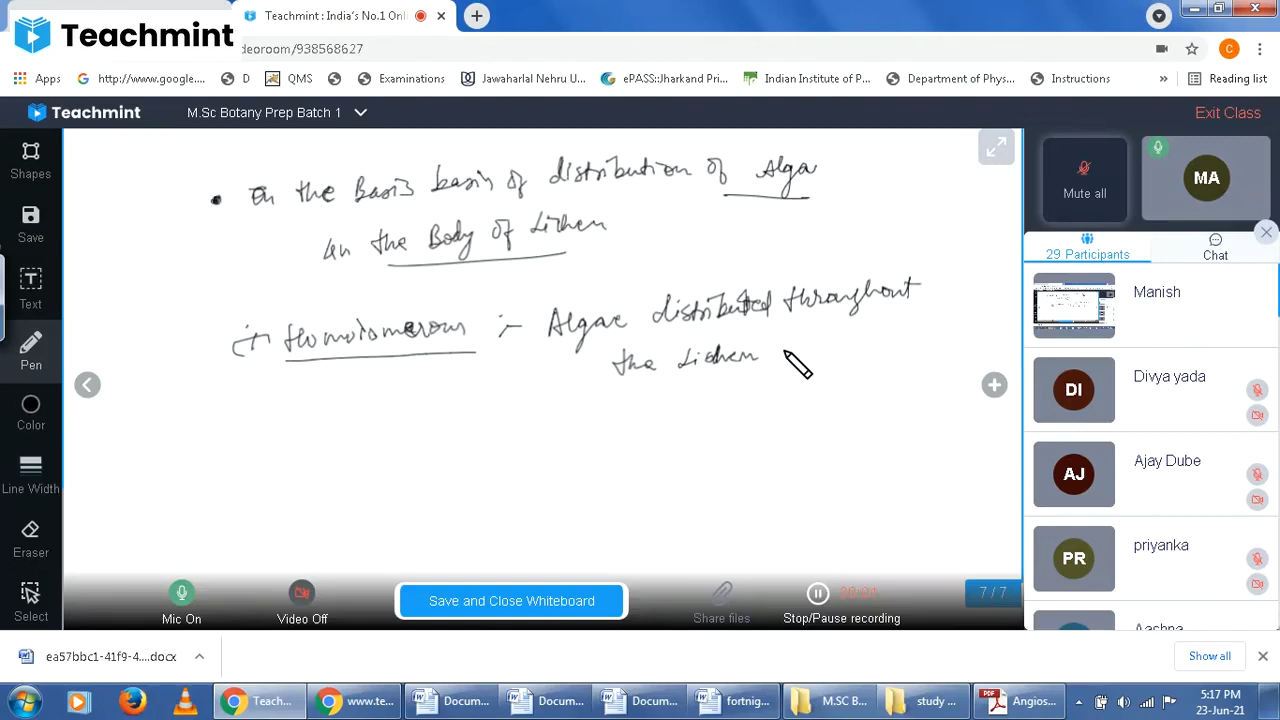 Teachmint : India's No.1 Onl
Teachmint
deoroom/938568627
Apps
http://www.google....
D
QMS
Examinations
Jawaharlal Nehru U...
ePASS::Jharkand Pri...
Indian Institute of P...
Department of Phys...
Instructions
»
Reading list
Teachmint
M.Sc Botany Prep Batch 1
Exit Class
Shapes
Save
Text
Pen
Color
Line Width
Eraser
Select
• On the Basis basis of distribution of Alga
in the Body of Lichen
Homoiomerous :- Algae distributed throughout
the Lichen
Mute all
MA
29 Participants
Chat
Manish
DI
Divya yada
AJ
Ajay Dube
PR
priyanka
Aashna
Mic On
Video Off
Save and Close Whiteboard
Share files
Stop/Pause recording
7 / 7
ea57bbc1-41f9-4....docx
Show all
Teach...
www.te...
Docum...
Docum...
Docum...
fortnig...
M.SC B...
study ...
Angios...
5:17 PM
23-Jun-21